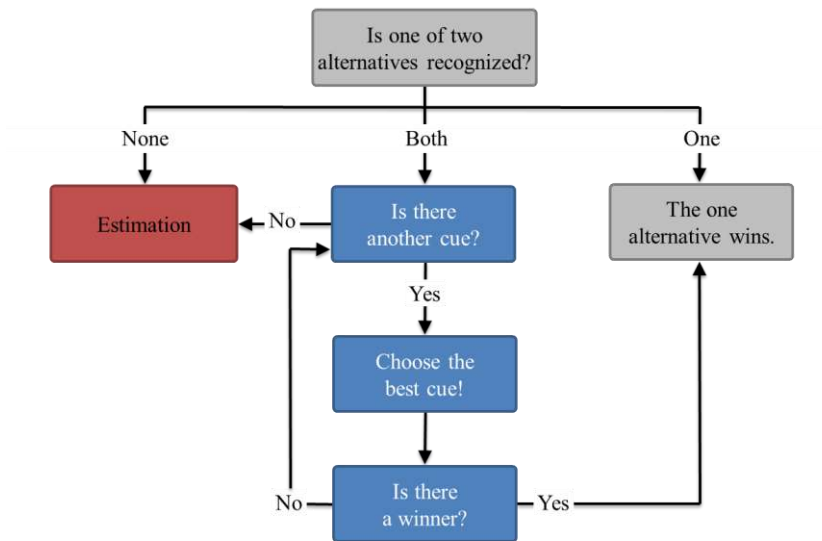 Is one of two
alternatives recognized?
None
Both
One
Estimation
No
Is there
another cue?
The one
alternative wins.
Yes
Choose the
best cue!
No
Is there
a winner?
Yes